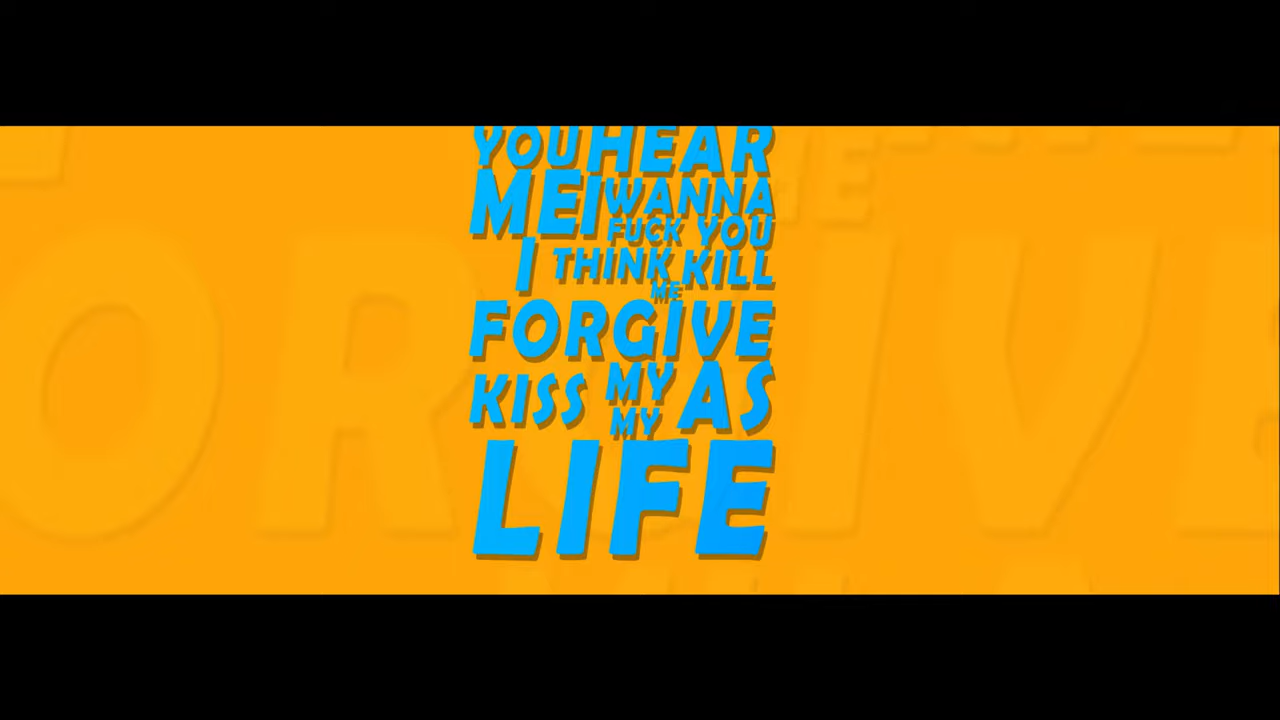 YOU HEAR
ME I WANNA
FUCK YOU
I THINK KILL
ME
FORGIVE
KISS MY AS
MY
LIFE